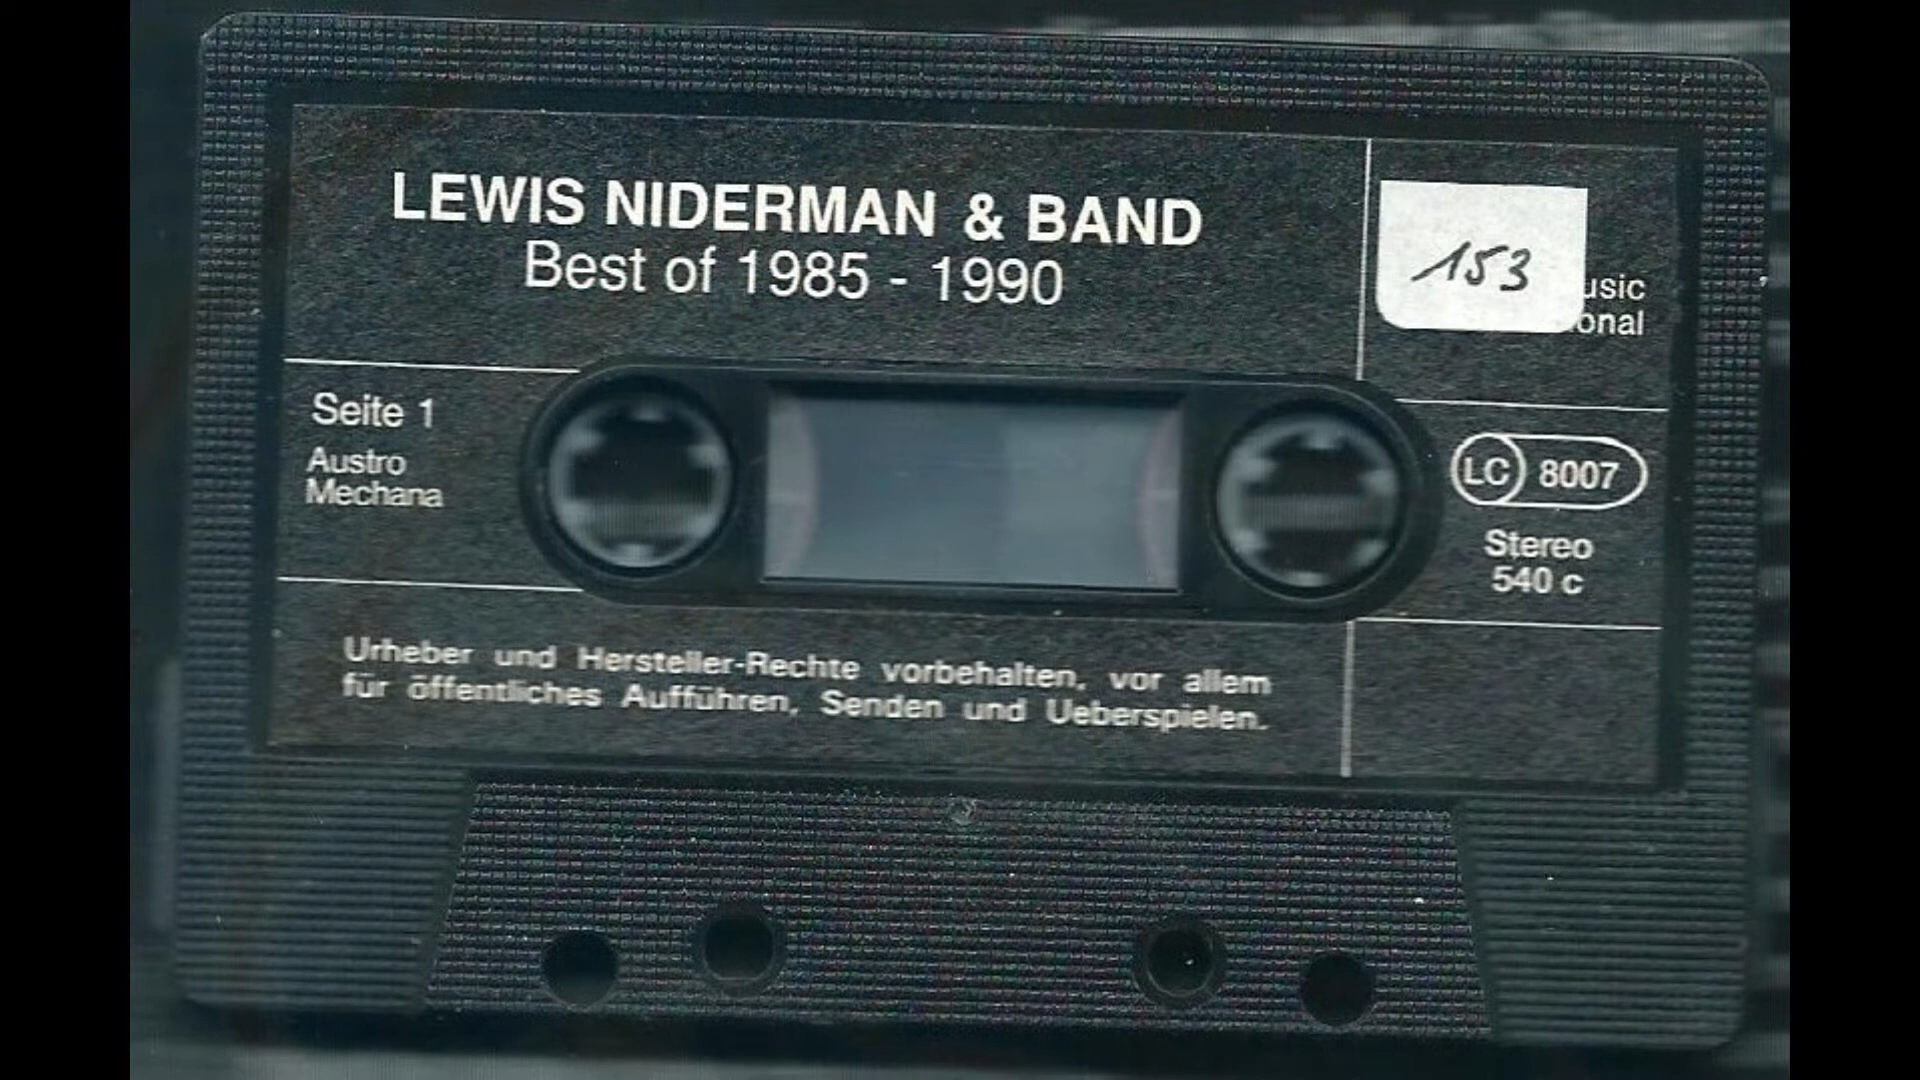 LEWIS NIDERMAN & BAND
Best of 1985 - 1990
153
usic
onal
Seite 1
Austro
Mechana
LC 8007
Stereo
540 c
Urheber und Hersteller-Rechte vorbehalten, vor allem
für öffentliches Aufführen, Senden und Ueberspielen.